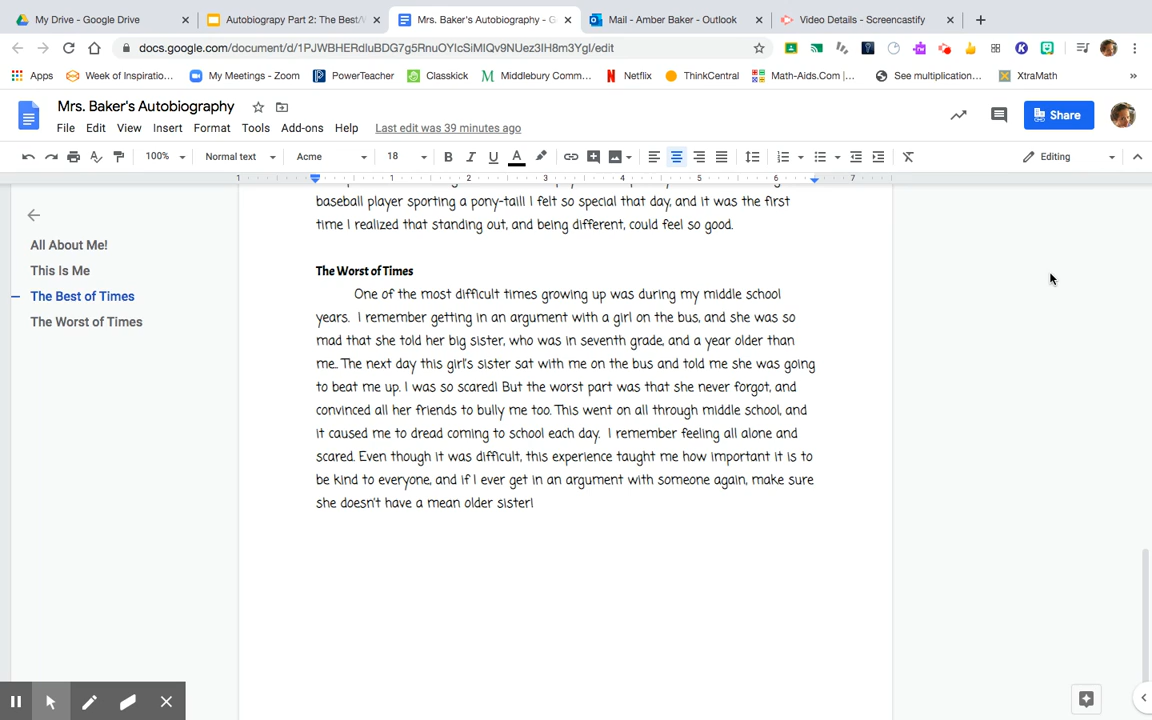 My Drive - Google Drive
Autobiograpy Part 2: The Best/
Mrs. Baker's Autobiography - G
Mail - Amber Baker - Outlook
Video Details - Screencastify
docs.google.com/document/d/1PJWBHERdluBDG7g5RnuOYlcSiMIQv9NUez3IH8m3YgI/edit
Apps
Week of Inspiratio...
My Meetings - Zoom
PowerTeacher
Classkick
Middlebury Comm...
Netflix
ThinkCentral
Math-Aids.Com |...
See multiplication...
XtraMath
»
Mrs. Baker's Autobiography
File Edit View Insert Format Tools Add-ons Help Last edit was 39 minutes ago
Share
100% Normal text Acme 18 B I U A Editing
1 1 2 3 4 5 6 7
All About Me!
This Is Me
The Best of Times
The Worst of Times
baseball player sporting a pony-tail! I felt so special that day, and it was the first
time I realized that standing out, and being different, could feel so good.
The Worst of Times
One of the most difficult times growing up was during my middle school
years. I remember getting in an argument with a girl on the bus, and she was so
mad that she told her big sister, who was in seventh grade, and a year older than
me.. The next day this girl's sister sat with me on the bus and told me she was going
to beat me up. I was so scared! But the worst part was that she never forgot, and
convinced all her friends to bully me too. This went on all through middle school, and
it caused me to dread coming to school each day. I remember feeling all alone and
scared. Even though it was difficult, this experience taught me how important it is to
be kind to everyone, and if I ever get in an argument with someone again, make sure
she doesn't have a mean older sister!